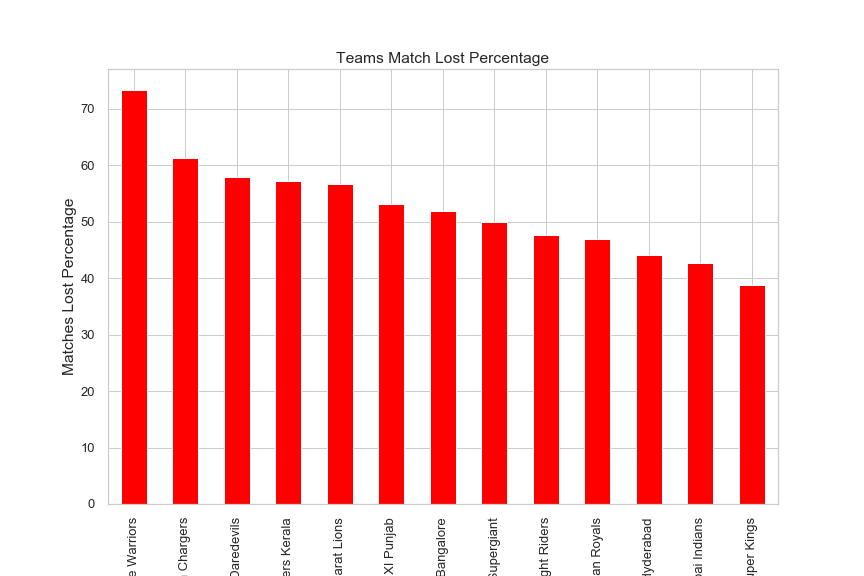 Teams Match Lost Percentage
Matches Lost Percentage
70
60
50
40
30
20
10
0
e Warriors
Chargers
Daredevils
ers Kerala
arat Lions
XI Punjab
Bangalore
Supergiant
ght Riders
an Royals
Hyderabad
ai Indians
uper Kings